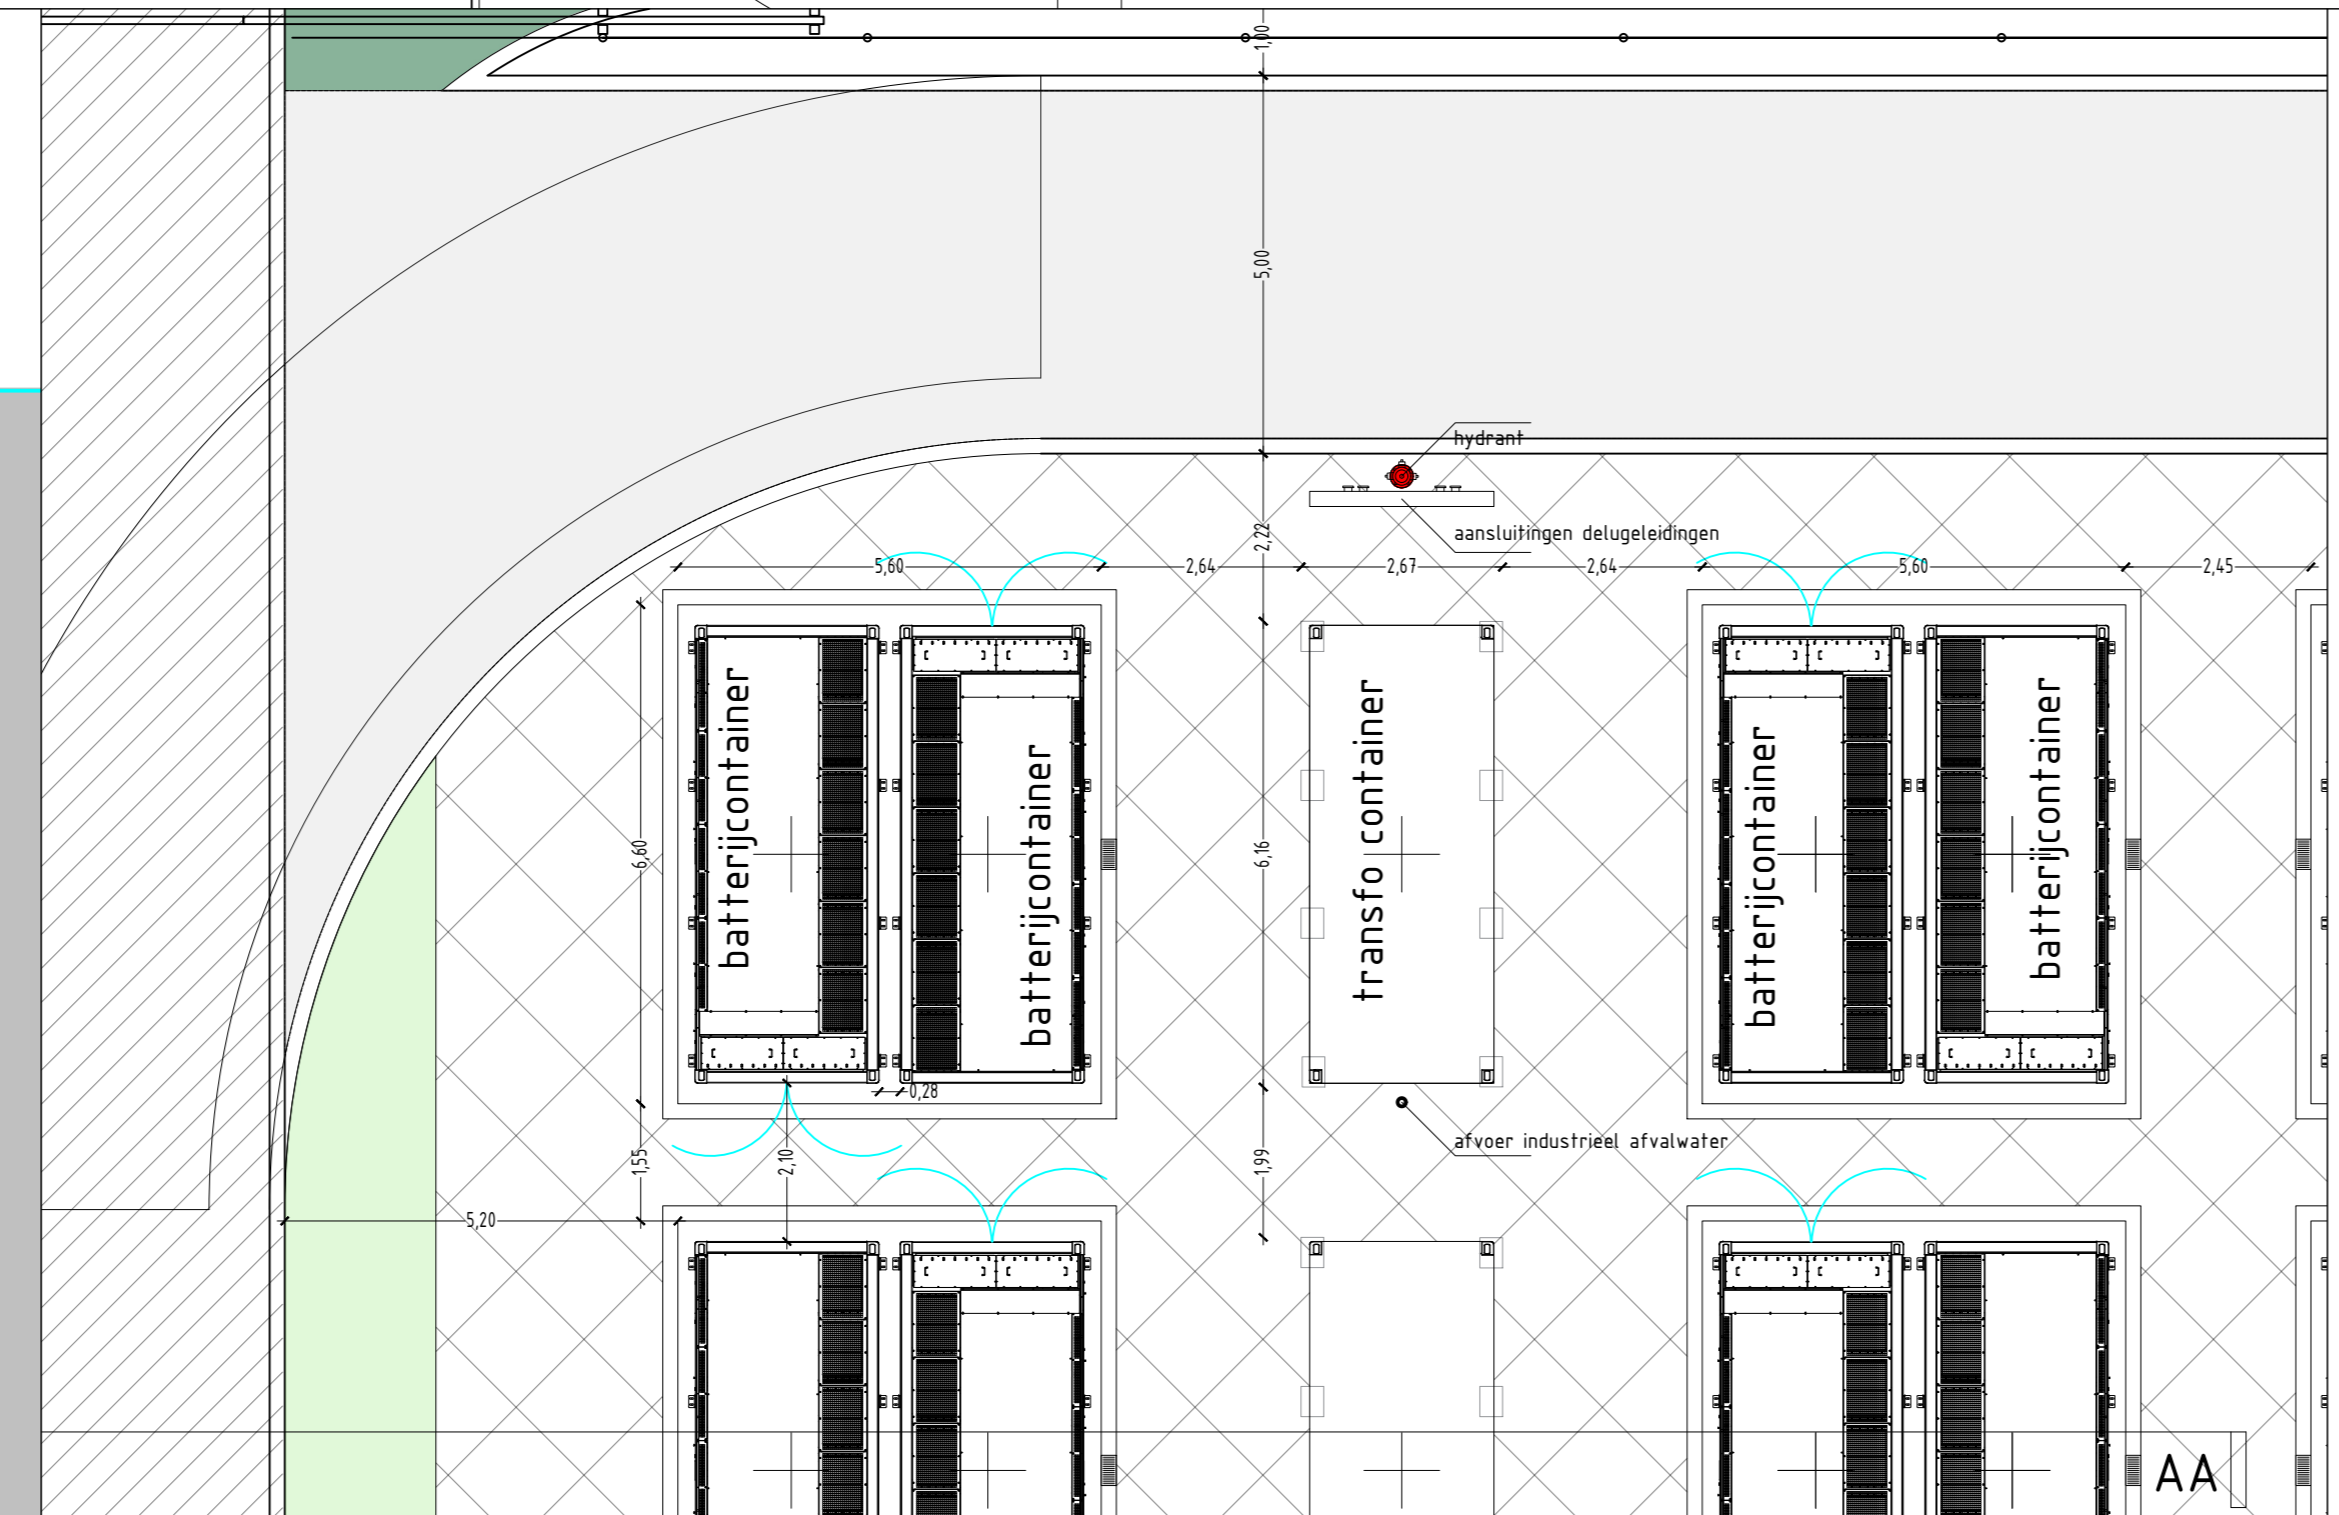 1,00
5,00
hydrant
2,22
aansluitingen delugeleidingen
5,60
2,64
2,67
2,64
5,60
2,45
batterijcontainer
batterijcontainer
transfo container
batterijcontainer
batterijcontainer
6,60
6,16
0,28
1,55
2,10
1,99
afvoer industrieel afvalwater
5,20
AA